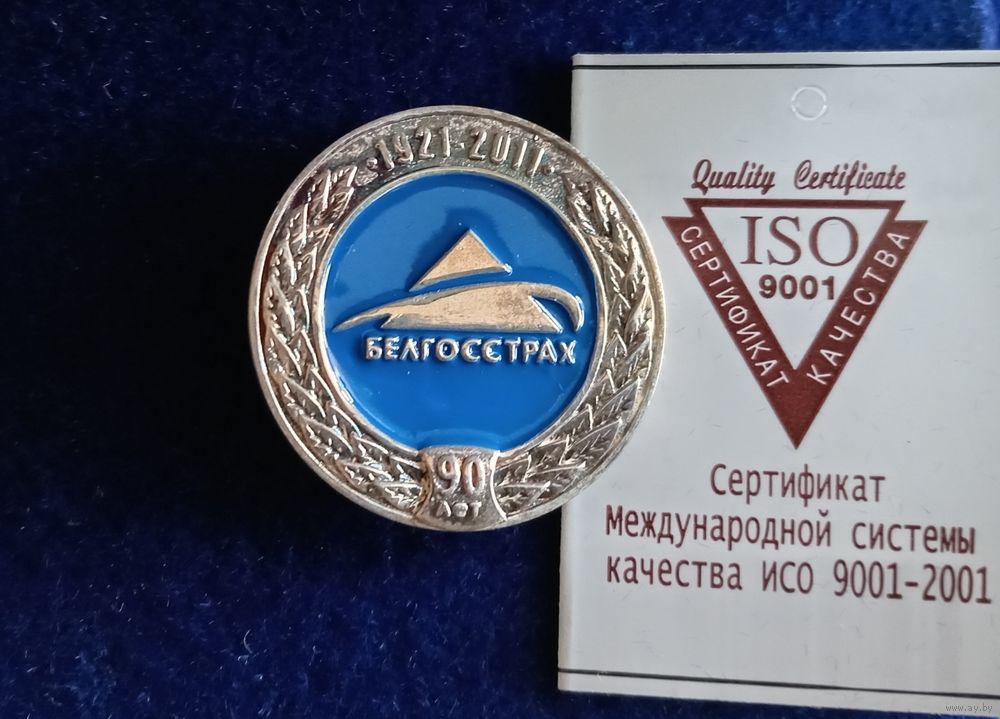 1921-2011
БЕЛГОССТРАХ
90
лет
Quality Certificate
ISO
9001
СЕРТИФИКАТ
КАЧЕСТВА
Сертификат
Международной системы
качества ИСО 9001-2001
www.ay.by